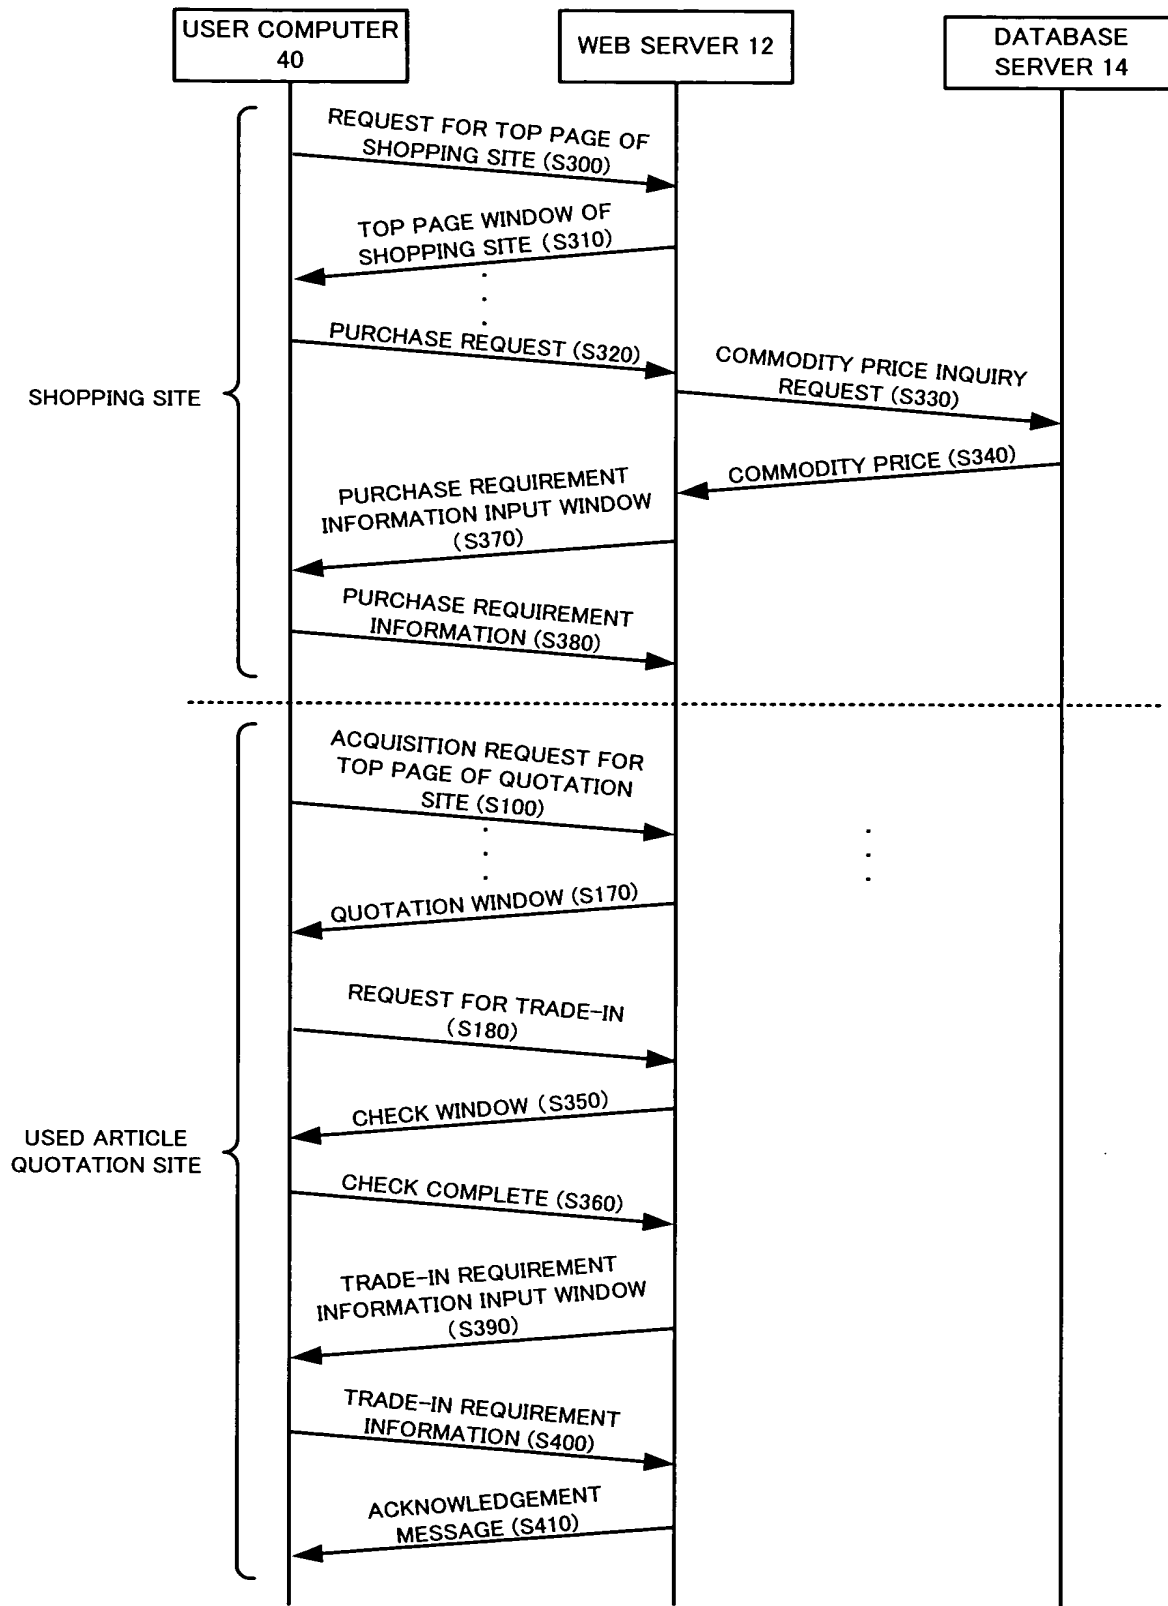 USER COMPUTER
40
WEB SERVER 12
DATABASE
SERVER 14
REQUEST FOR TOP PAGE OF
SHOPPING SITE (S300)
TOP PAGE WINDOW OF
SHOPPING SITE (S310)
PURCHASE REQUEST (S320)
COMMODITY PRICE INQUIRY
REQUEST (S330)
SHOPPING SITE
COMMODITY PRICE (S340)
PURCHASE REQUIREMENT
INFORMATION INPUT WINDOW
(S370)
PURCHASE REQUIREMENT
INFORMATION (S380)
ACQUISITION REQUEST FOR
TOP PAGE OF QUOTATION
SITE (S100)
QUOTATION WINDOW (S170)
REQUEST FOR TRADE-IN
(S180)
CHECK WINDOW (S350)
USED ARTICLE
QUOTATION SITE
CHECK COMPLETE (S360)
TRADE-IN REQUIREMENT
INFORMATION INPUT WINDOW
(S390)
TRADE-IN REQUIREMENT
INFORMATION (S400)
ACKNOWLEDGEMENT
MESSAGE (S410)